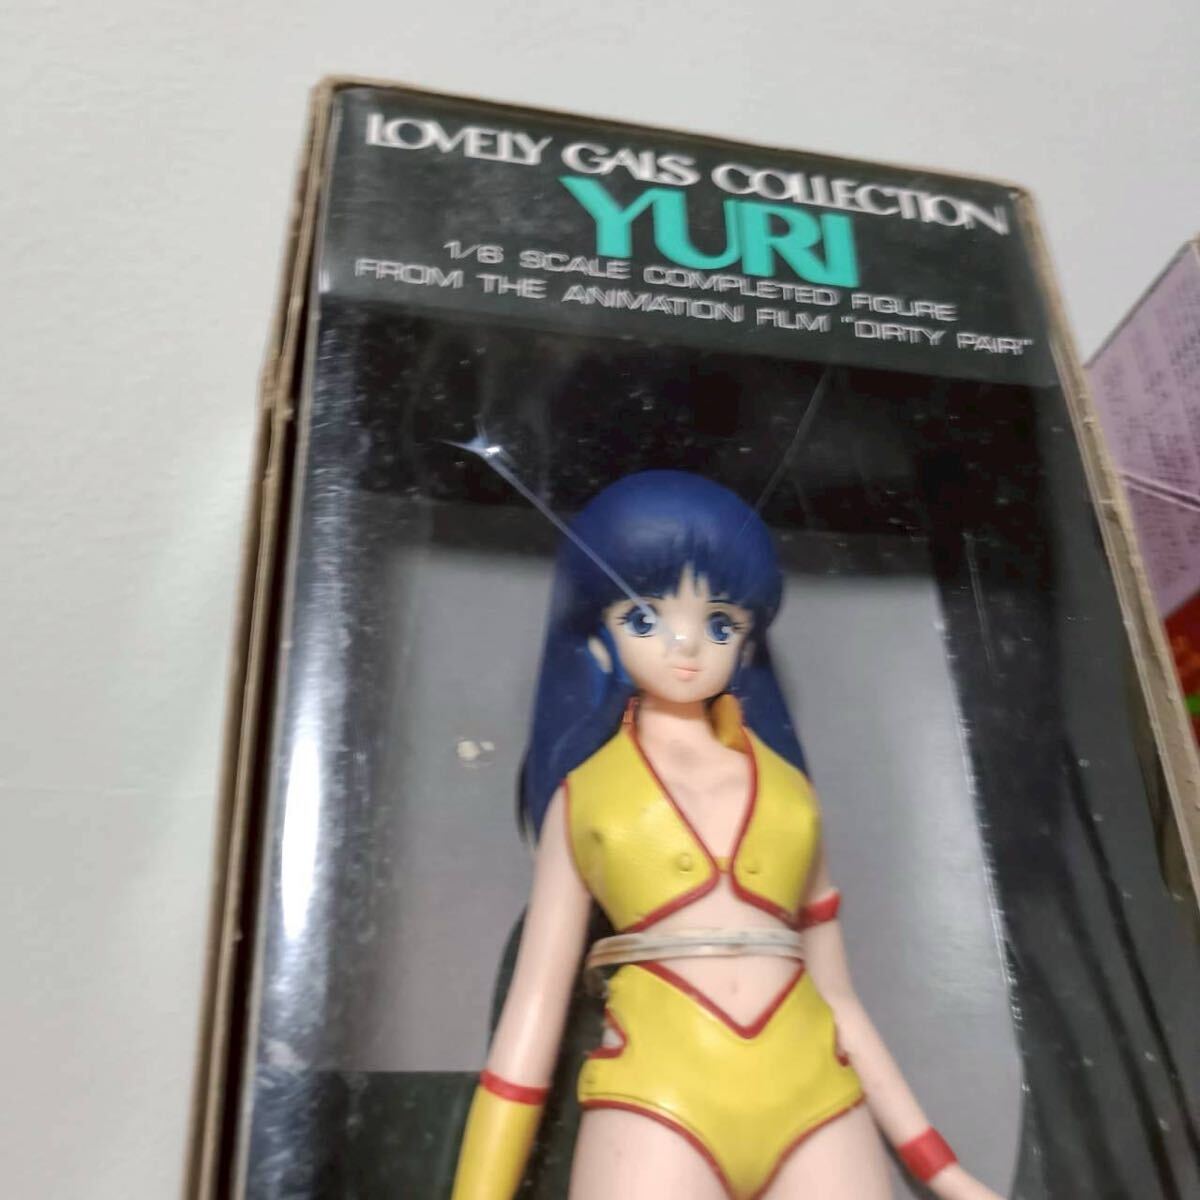 LOVELY GALS COLLECTION
YURI
1/6 SCALE COMPLETED FIGURE
FROM THE ANIMATION FILM "DIRTY PAIR"